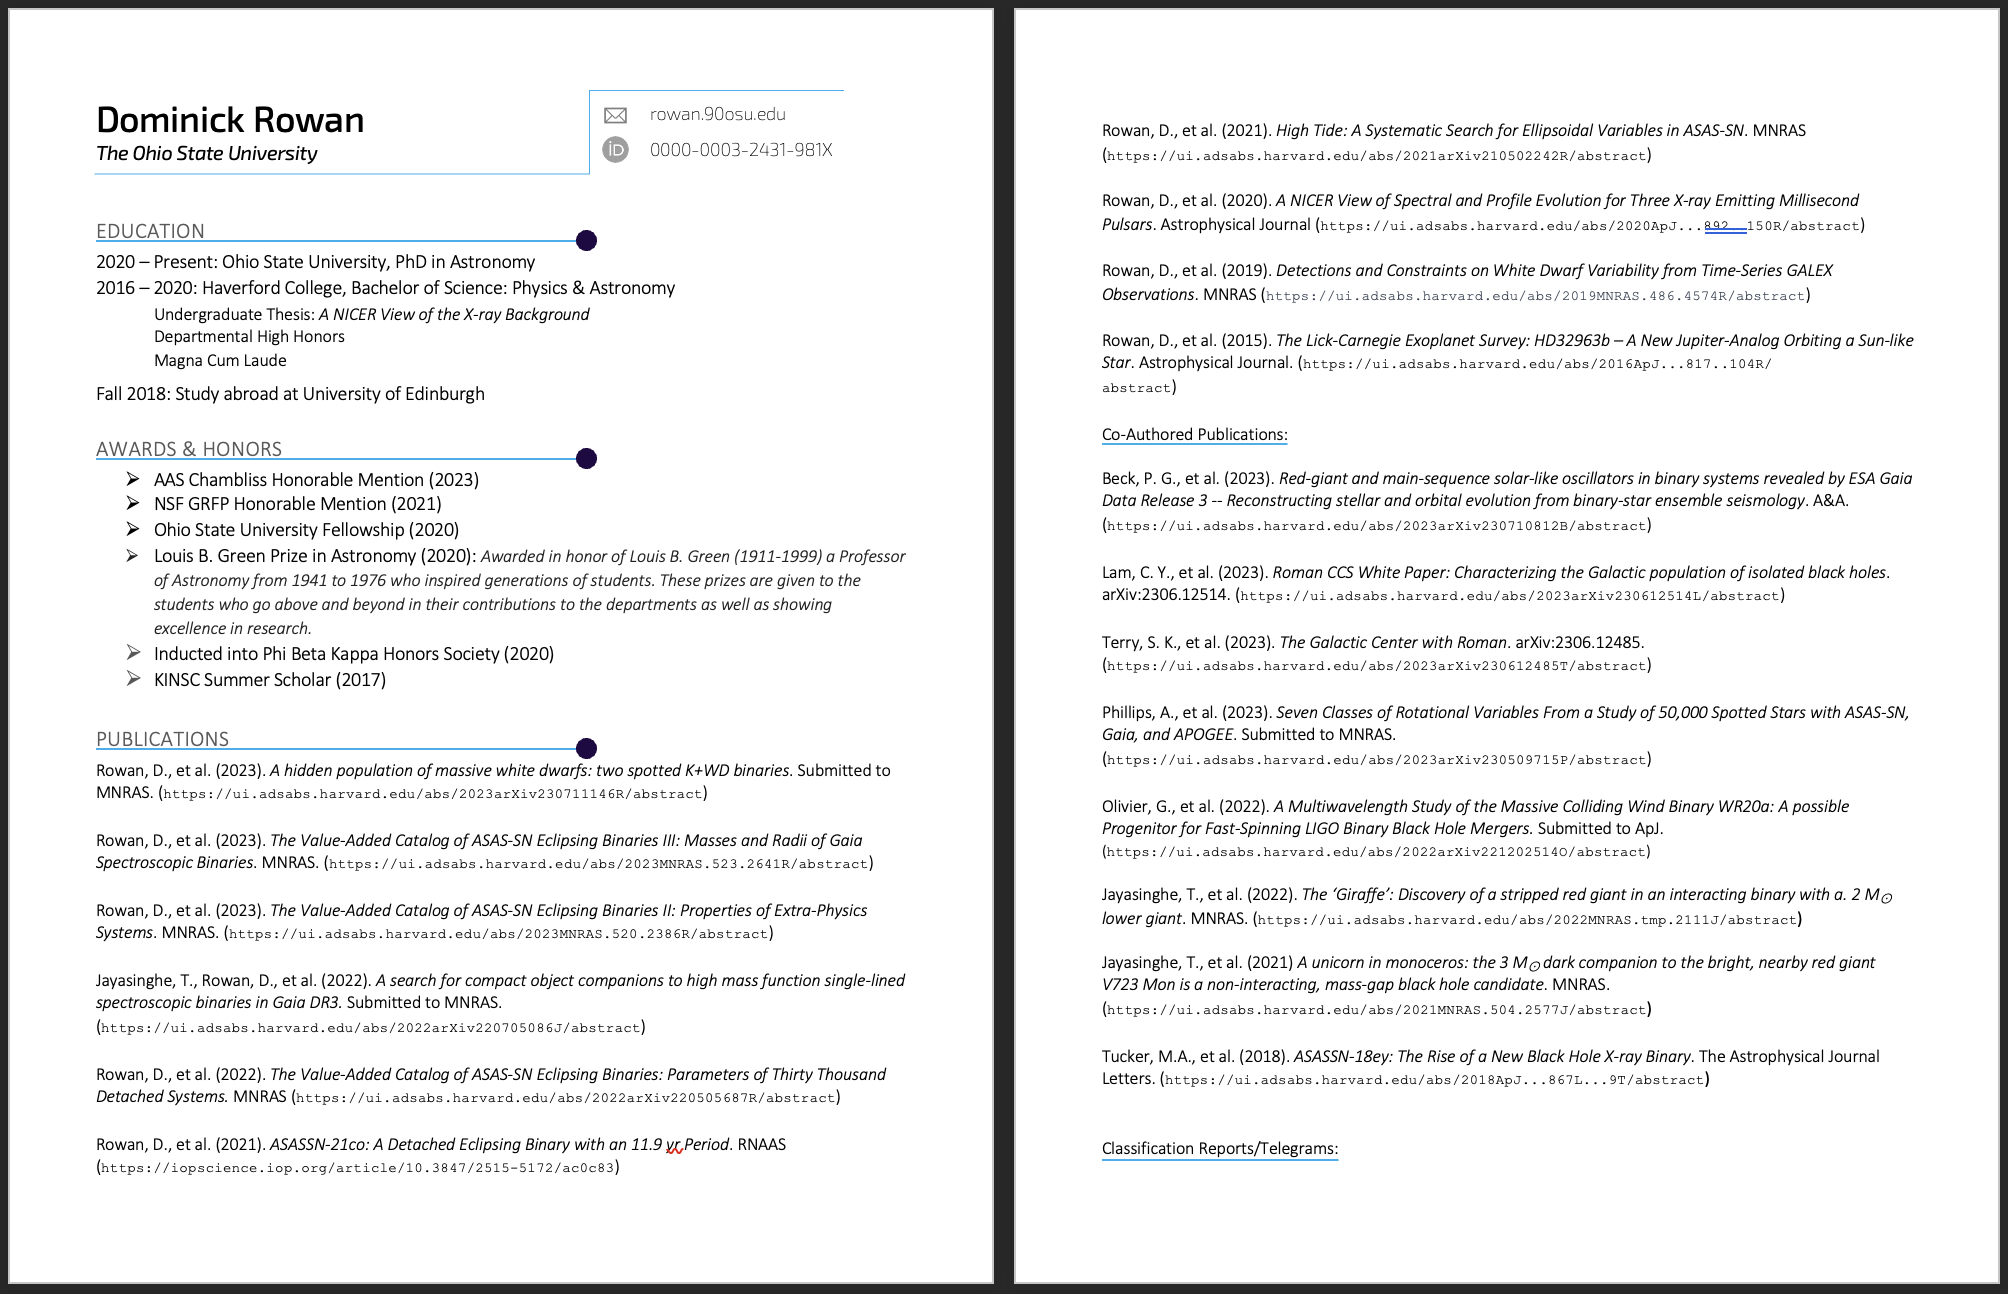 Dominick Rowan
The Ohio State University
rowan.90osu.edu
iD 0000-0003-2431-981X
EDUCATION
2020 – Present: Ohio State University, PhD in Astronomy
2016 – 2020: Haverford College, Bachelor of Science: Physics & Astronomy
Undergraduate Thesis: A NICER View of the X-ray Background
Departmental High Honors
Magna Cum Laude
Fall 2018: Study abroad at University of Edinburgh
AWARDS & HONORS
➢ AAS Chambliss Honorable Mention (2023)
➢ NSF GRFP Honorable Mention (2021)
➢ Ohio State University Fellowship (2020)
➢ Louis B. Green Prize in Astronomy (2020): Awarded in honor of Louis B. Green (1911-1999) a Professor
of Astronomy from 1941 to 1976 who inspired generations of students. These prizes are given to the
students who go above and beyond in their contributions to the departments as well as showing
excellence in research.
➢ Inducted into Phi Beta Kappa Honors Society (2020)
➢ KINSC Summer Scholar (2017)
PUBLICATIONS
Rowan, D., et al. (2023). A hidden population of massive white dwarfs: two spotted K+WD binaries. Submitted to
MNRAS. (https://ui.adsabs.harvard.edu/abs/2023arXiv230711146R/abstract)
Rowan, D., et al. (2023). The Value-Added Catalog of ASAS-SN Eclipsing Binaries III: Masses and Radii of Gaia
Spectroscopic Binaries. MNRAS. (https://ui.adsabs.harvard.edu/abs/2023MNRAS.523.2641R/abstract)
Rowan, D., et al. (2023). The Value-Added Catalog of ASAS-SN Eclipsing Binaries II: Properties of Extra-Physics
Systems. MNRAS. (https://ui.adsabs.harvard.edu/abs/2023MNRAS.520.2386R/abstract)
Jayasinghe, T., Rowan, D., et al. (2022). A search for compact object companions to high mass function single-lined
spectroscopic binaries in Gaia DR3. Submitted to MNRAS.
(https://ui.adsabs.harvard.edu/abs/2022arXiv220705086J/abstract)
Rowan, D., et al. (2022). The Value-Added Catalog of ASAS-SN Eclipsing Binaries: Parameters of Thirty Thousand
Detached Systems. MNRAS (https://ui.adsabs.harvard.edu/abs/2022arXiv220505687R/abstract)
Rowan, D., et al. (2021). ASASSN-21co: A Detached Eclipsing Binary with an 11.9 yr Period. RNAAS
(https://iopscience.iop.org/article/10.3847/2515-5172/ac0c83)
Rowan, D., et al. (2021). High Tide: A Systematic Search for Ellipsoidal Variables in ASAS-SN. MNRAS
(https://ui.adsabs.harvard.edu/abs/2021arXiv210502242R/abstract)
Rowan, D., et al. (2020). A NICER View of Spectral and Profile Evolution for Three X-ray Emitting Millisecond
Pulsars. Astrophysical Journal (https://ui.adsabs.harvard.edu/abs/2020ApJ...892..150R/abstract)
Rowan, D., et al. (2019). Detections and Constraints on White Dwarf Variability from Time-Series GALEX
Observations. MNRAS (https://ui.adsabs.harvard.edu/abs/2019MNRAS.486.4574R/abstract)
Rowan, D., et al. (2015). The Lick-Carnegie Exoplanet Survey: HD32963b – A New Jupiter-Analog Orbiting a Sun-like
Star. Astrophysical Journal. (https://ui.adsabs.harvard.edu/abs/2016ApJ...817..104R/
abstract)
Co-Authored Publications:
Beck, P. G., et al. (2023). Red-giant and main-sequence solar-like oscillators in binary systems revealed by ESA Gaia
Data Release 3 -- Reconstructing stellar and orbital evolution from binary-star ensemble seismology. A&A.
(https://ui.adsabs.harvard.edu/abs/2023arXiv230710812B/abstract)
Lam, C. Y., et al. (2023). Roman CCS White Paper: Characterizing the Galactic population of isolated black holes.
arXiv:2306.12514. (https://ui.adsabs.harvard.edu/abs/2023arXiv230612514L/abstract)
Terry, S. K., et al. (2023). The Galactic Center with Roman. arXiv:2306.12485.
(https://ui.adsabs.harvard.edu/abs/2023arXiv230612485T/abstract)
Phillips, A., et al. (2023). Seven Classes of Rotational Variables From a Study of 50,000 Spotted Stars with ASAS-SN,
Gaia, and APOGEE. Submitted to MNRAS.
(https://ui.adsabs.harvard.edu/abs/2023arXiv230509715P/abstract)
Olivier, G., et al. (2022). A Multiwavelength Study of the Massive Colliding Wind Binary WR20a: A possible
Progenitor for Fast-Spinning LIGO Binary Black Hole Mergers. Submitted to ApJ.
(https://ui.adsabs.harvard.edu/abs/2022arXiv221202514O/abstract)
Jayasinghe, T., et al. (2022). The ‘Giraffe’: Discovery of a stripped red giant in an interacting binary with a. 2 M⊙
lower giant. MNRAS. (https://ui.adsabs.harvard.edu/abs/2022MNRAS.tmp.2111J/abstract)
Jayasinghe, T., et al. (2021) A unicorn in monoceros: the 3 M⊙ dark companion to the bright, nearby red giant
V723 Mon is a non-interacting, mass-gap black hole candidate. MNRAS.
(https://ui.adsabs.harvard.edu/abs/2021MNRAS.504.2577J/abstract)
Tucker, M.A., et al. (2018). ASASSN-18ey: The Rise of a New Black Hole X-ray Binary. The Astrophysical Journal
Letters. (https://ui.adsabs.harvard.edu/abs/2018ApJ...867L...9T/abstract)
Classification Reports/Telegrams: